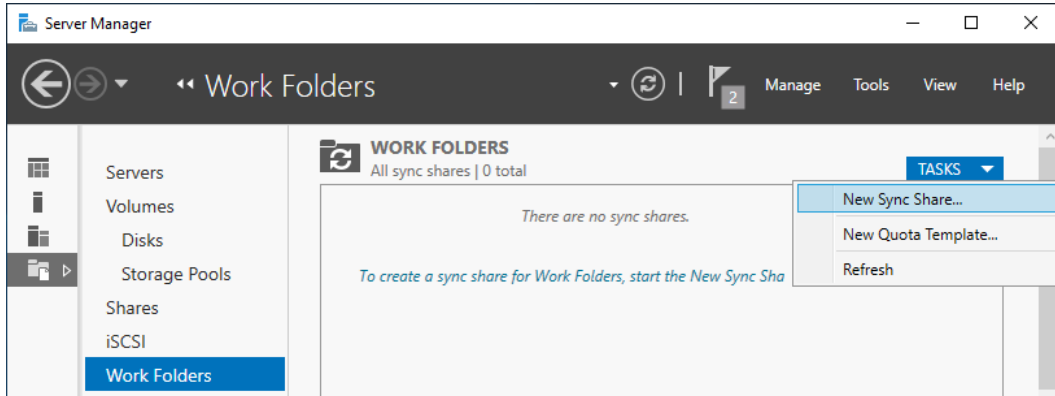 Server Manager
Work Folders
2
Manage Tools View Help
WORK FOLDERS
All sync shares | 0 total
TASKS
Servers
Volumes
Disks
Storage Pools
Shares
iSCSI
Work Folders
There are no sync shares.
To create a sync share for Work Folders, start the New Sync Sha
New Sync Share...
New Quota Template...
Refresh